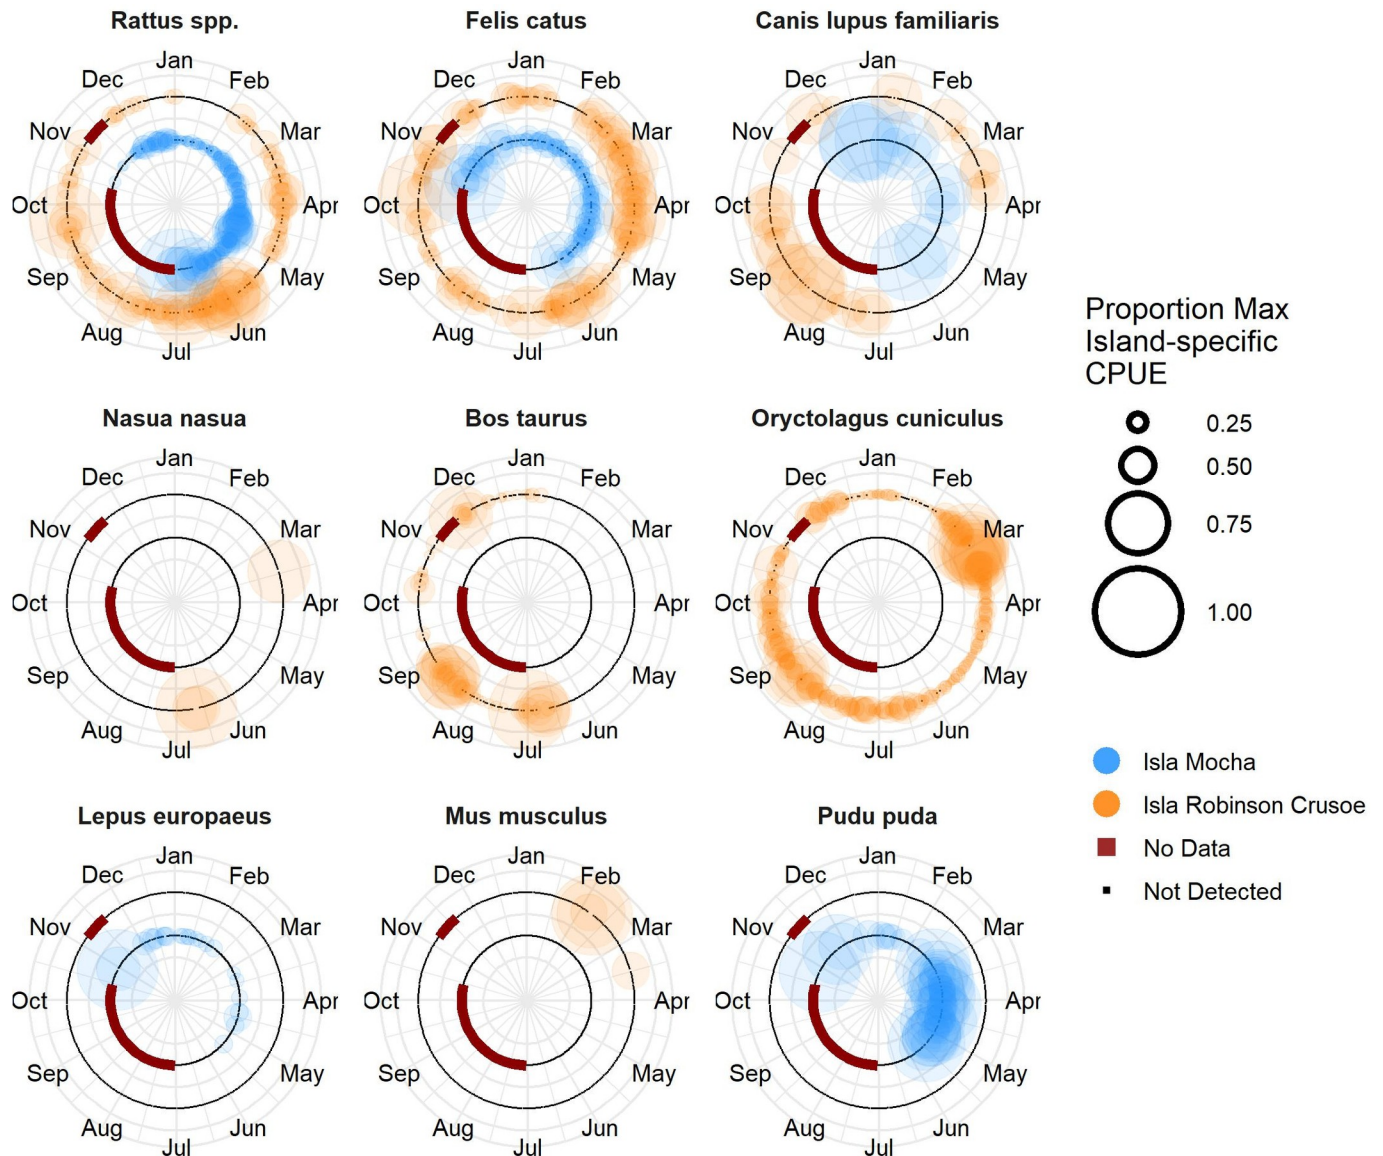 Rattus spp.
Jan
Feb
Mar
Apr
May
Jun
Jul
Aug
Sep
Oct
Nov
Dec
Felis catus
Jan
Feb
Mar
Apr
May
Jun
Jul
Aug
Sep
Oct
Nov
Dec
Canis lupus familiaris
Jan
Feb
Mar
Apr
May
Jun
Jul
Aug
Sep
Oct
Nov
Dec
Nasua nasua
Jan
Feb
Mar
Apr
May
Jun
Jul
Aug
Sep
Oct
Nov
Dec
Bos taurus
Jan
Feb
Mar
Apr
May
Jun
Jul
Aug
Sep
Oct
Nov
Dec
Oryctolagus cuniculus
Jan
Feb
Mar
Apr
May
Jun
Jul
Aug
Sep
Oct
Nov
Dec
Lepus europaeus
Jan
Feb
Mar
Apr
May
Jun
Jul
Aug
Sep
Oct
Nov
Dec
Mus musculus
Jan
Feb
Mar
Apr
May
Jun
Jul
Aug
Sep
Oct
Nov
Dec
Pudu puda
Jan
Feb
Mar
Apr
May
Jun
Jul
Aug
Sep
Oct
Nov
Dec
Proportion Max
Island-specific
CPUE
0.25
0.50
0.75
1.00
Isla Mocha
Isla Robinson Crusoe
No Data
Not Detected